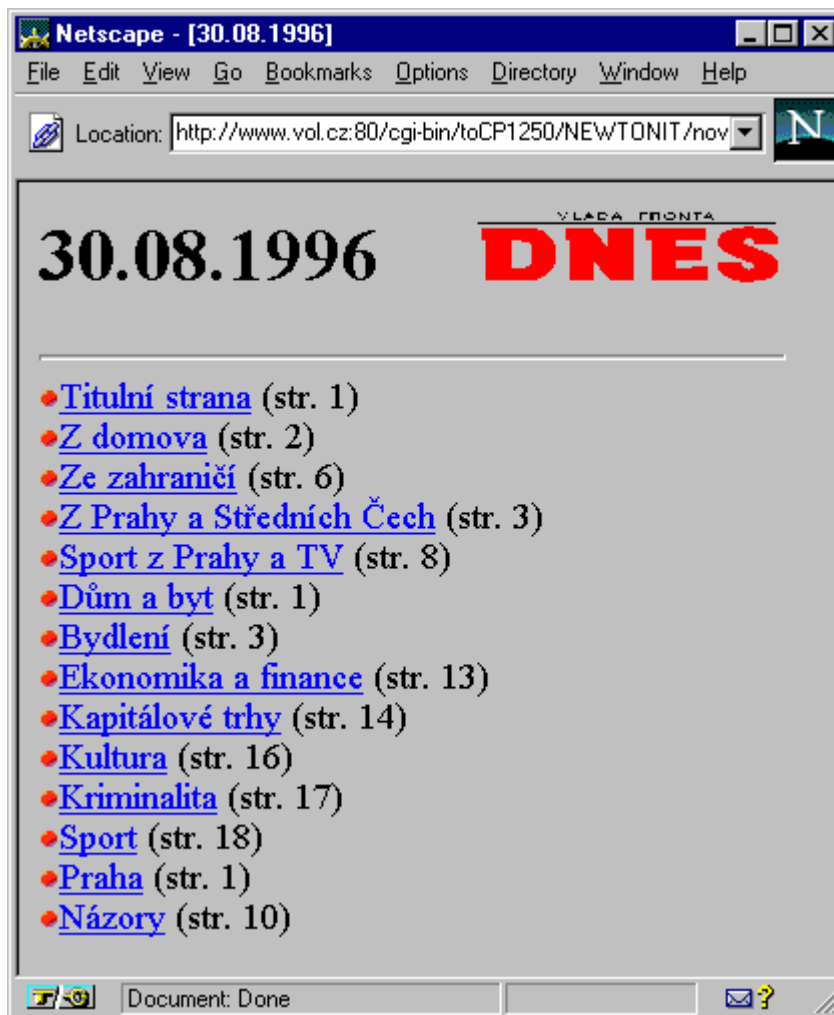 Netscape - [30.08.1996]
File Edit View Go Bookmarks Options Directory Window Help
Location: http://www.vol.cz:80/cgi-bin/toCP1250/NEWTONIT/nov
N
30.08.1996
VLADA FRONTA
DNES
Titulní strana (str. 1)
Z domova (str. 2)
Ze zahraničí (str. 6)
Z Prahy a Středních Čech (str. 3)
Sport z Prahy a TV (str. 8)
Dům a byt (str. 1)
Bydlení (str. 3)
Ekonomika a finance (str. 13)
Kapitálové trhy (str. 14)
Kultura (str. 16)
Kriminalita (str. 17)
Sport (str. 18)
Praha (str. 1)
Názory (str. 10)
Document: Done